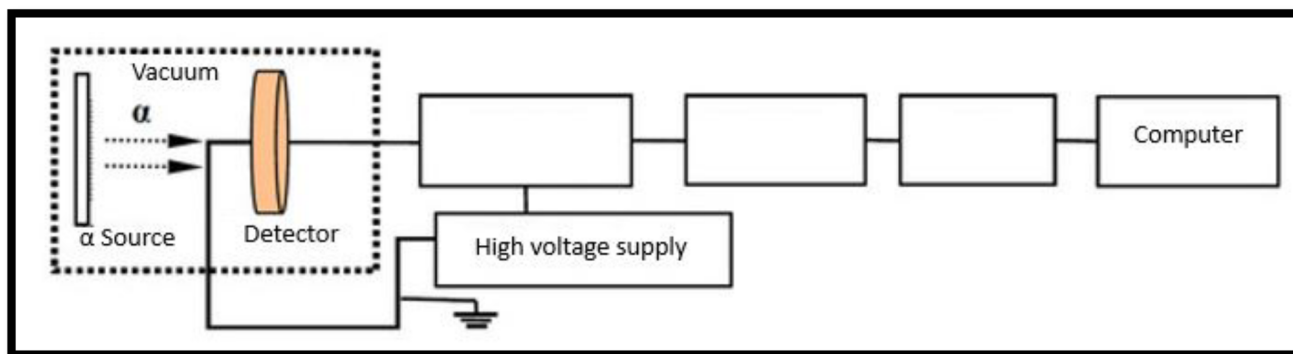 Vacuum
α
α Source
Detector
High voltage supply
Computer